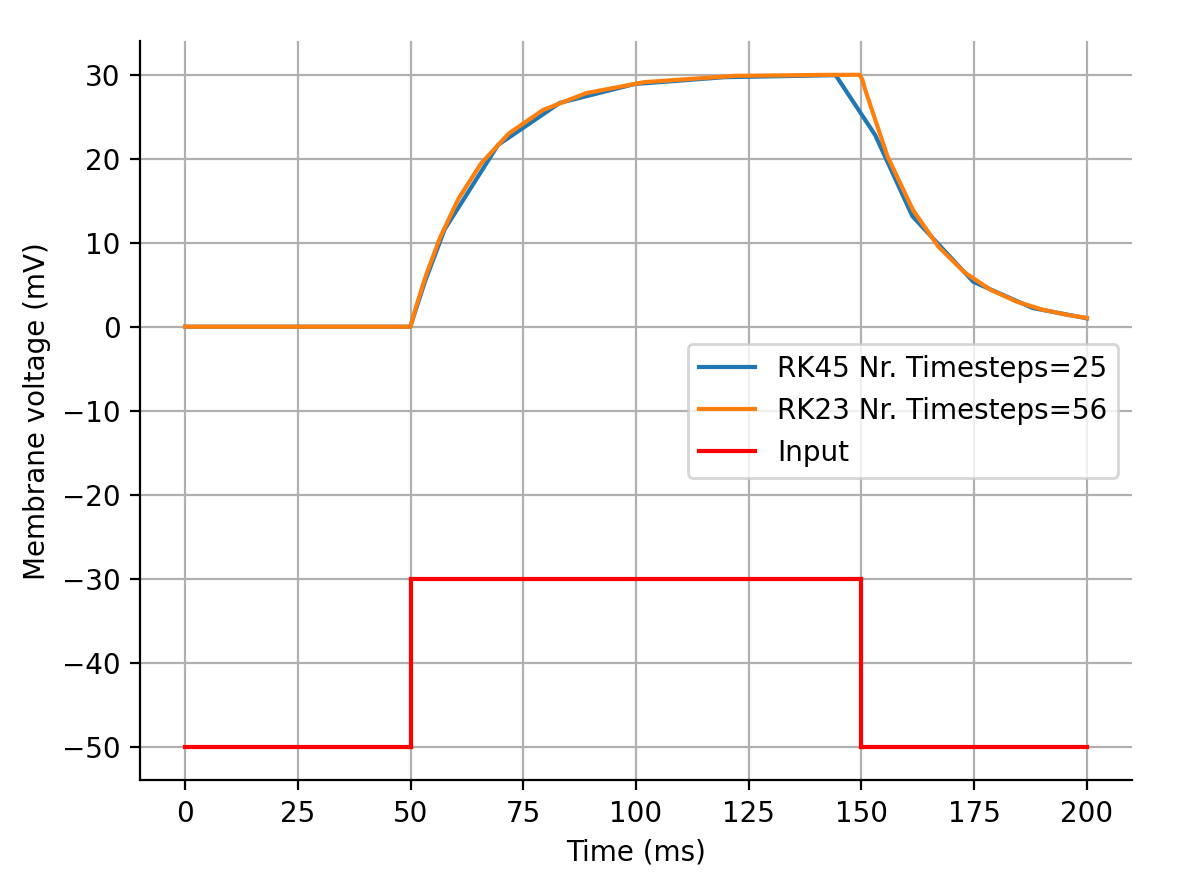 30
20
10
0
−10
−20
−30
−40
−50
Membrane voltage (mV)
RK45 Nr. Timesteps=25
RK23 Nr. Timesteps=56
Input
0 25 50 75 100 125 150 175 200
Time (ms)